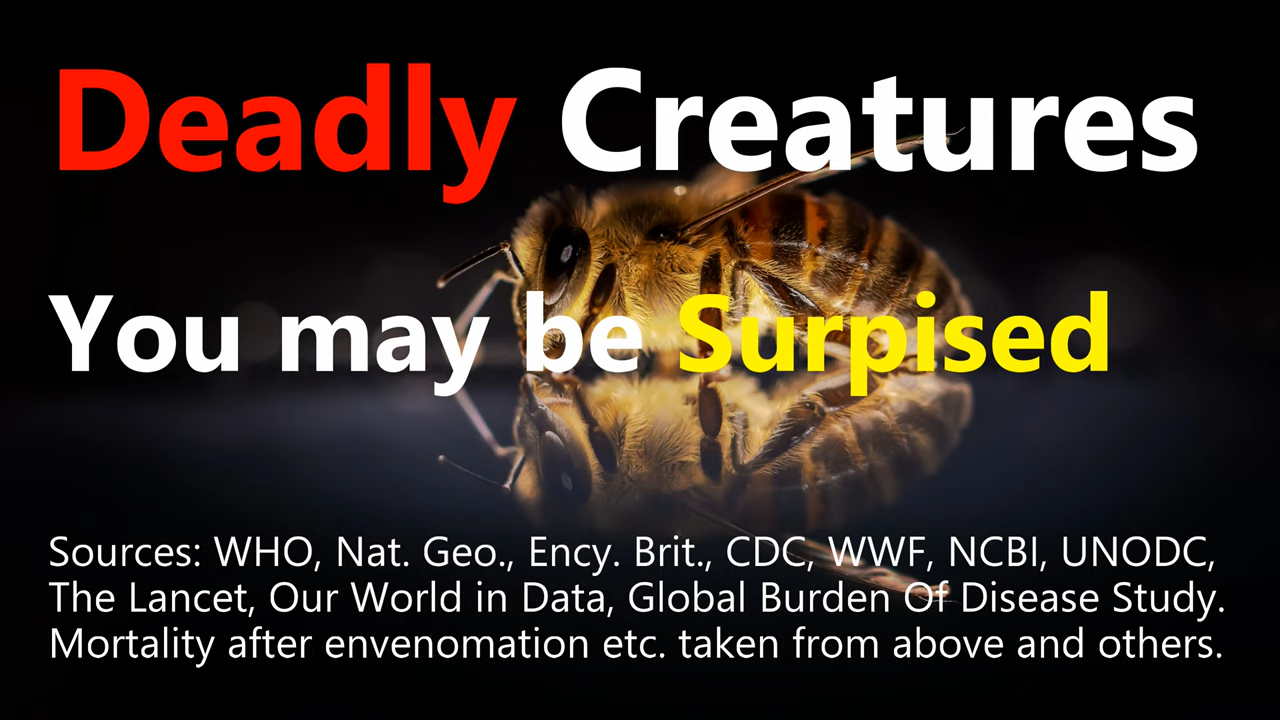 Deadly Creatures
You may be Surpised
Sources: WHO, Nat. Geo., Ency. Brit., CDC, WWF, NCBI, UNODC,
The Lancet, Our World in Data, Global Burden Of Disease Study.
Mortality after envenomation etc. taken from above and others.